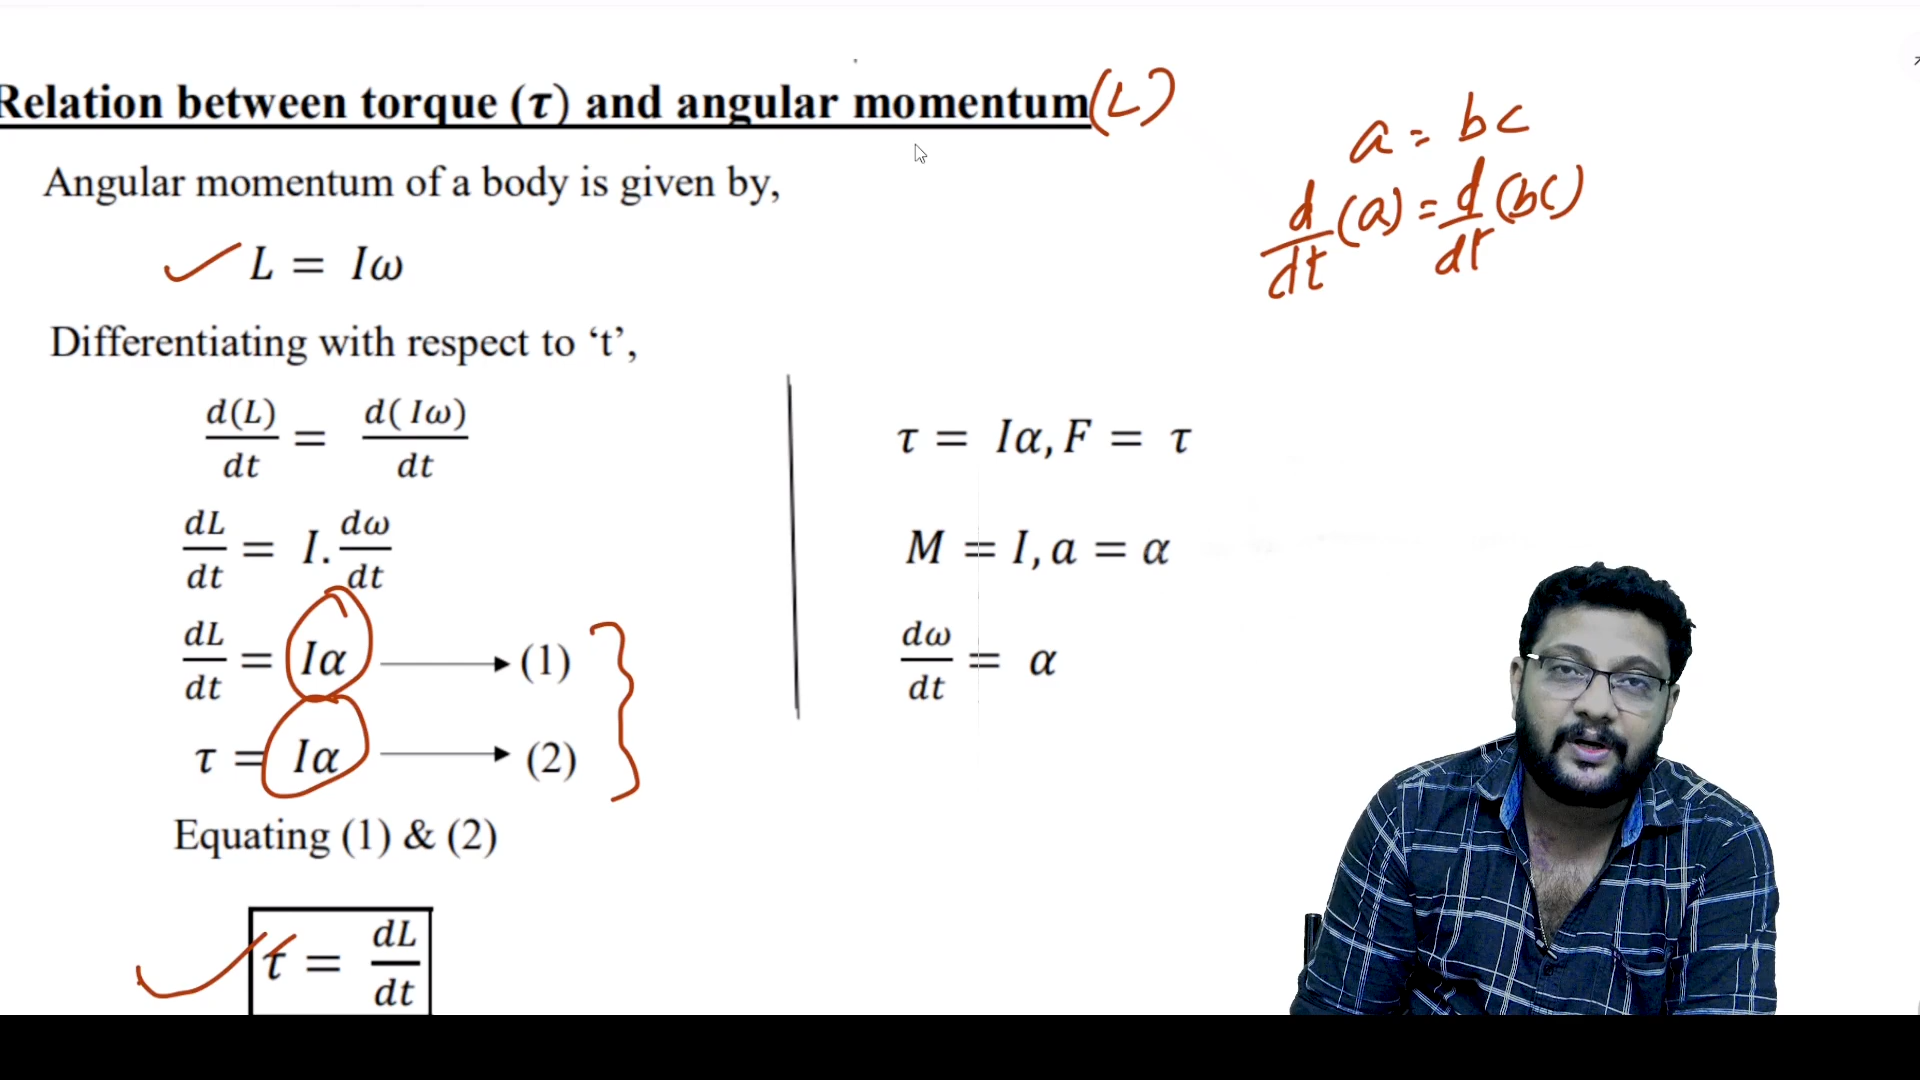 Relation between torque (τ) and angular momentum (L)
Angular momentum of a body is given by,
L = Iω
Differentiating with respect to ‘t’,
d(L)/dt = d( Iω)/dt
dL/dt = I. dω/dt
dL/dt = Iα → (1)
τ = Iα → (2)
Equating (1) & (2)
τ = dL/dt
τ = Iα, F = τ
M = I, a = α
dω/dt = α
a = bc
d/dt (a) = d/dt (bc)